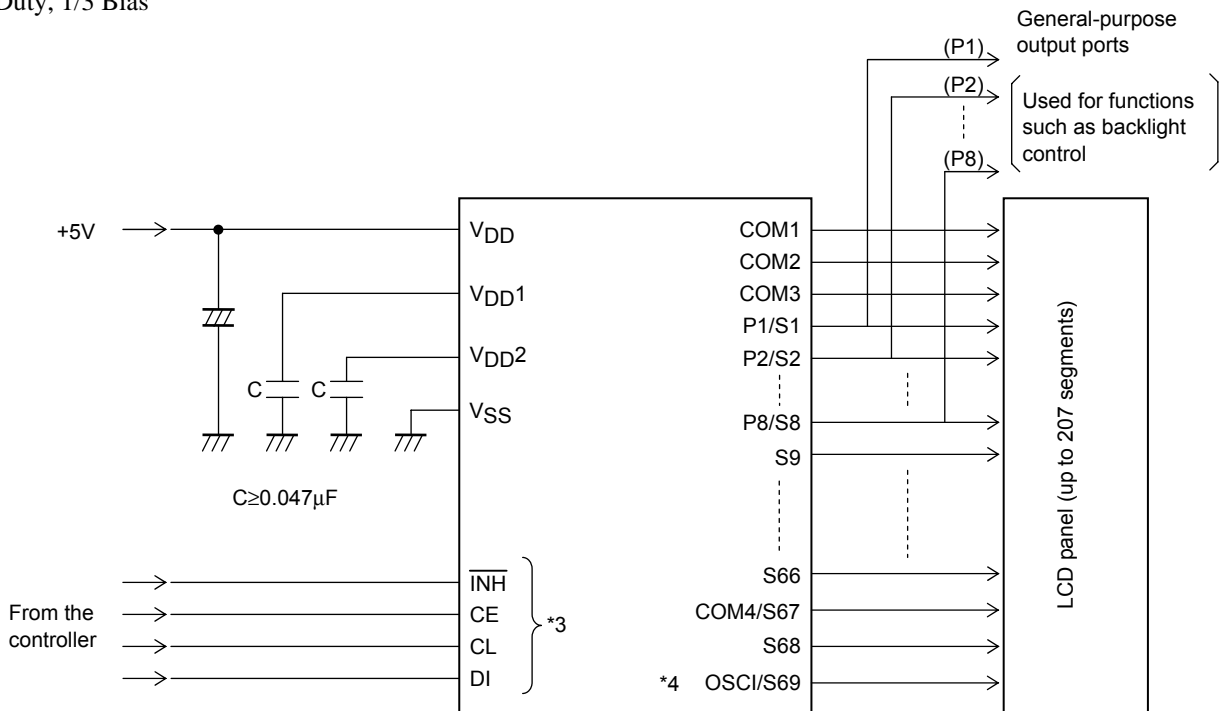 Duty, 1/3 Bias
General-purpose
output ports
(P1)
(P2)
Used for functions
such as backlight
control
(P8)
+5V
VDD
COM1
COM2
VDD1
COM3
P1/S1
VDD2
P2/S2
C
C
VSS
P8/S8
S9
C≥0.047μF
LCD panel (up to 207 segments)
INH
S66
From the
controller
CE
*3
COM4/S67
CL
S68
DI
*4 OSCI/S69